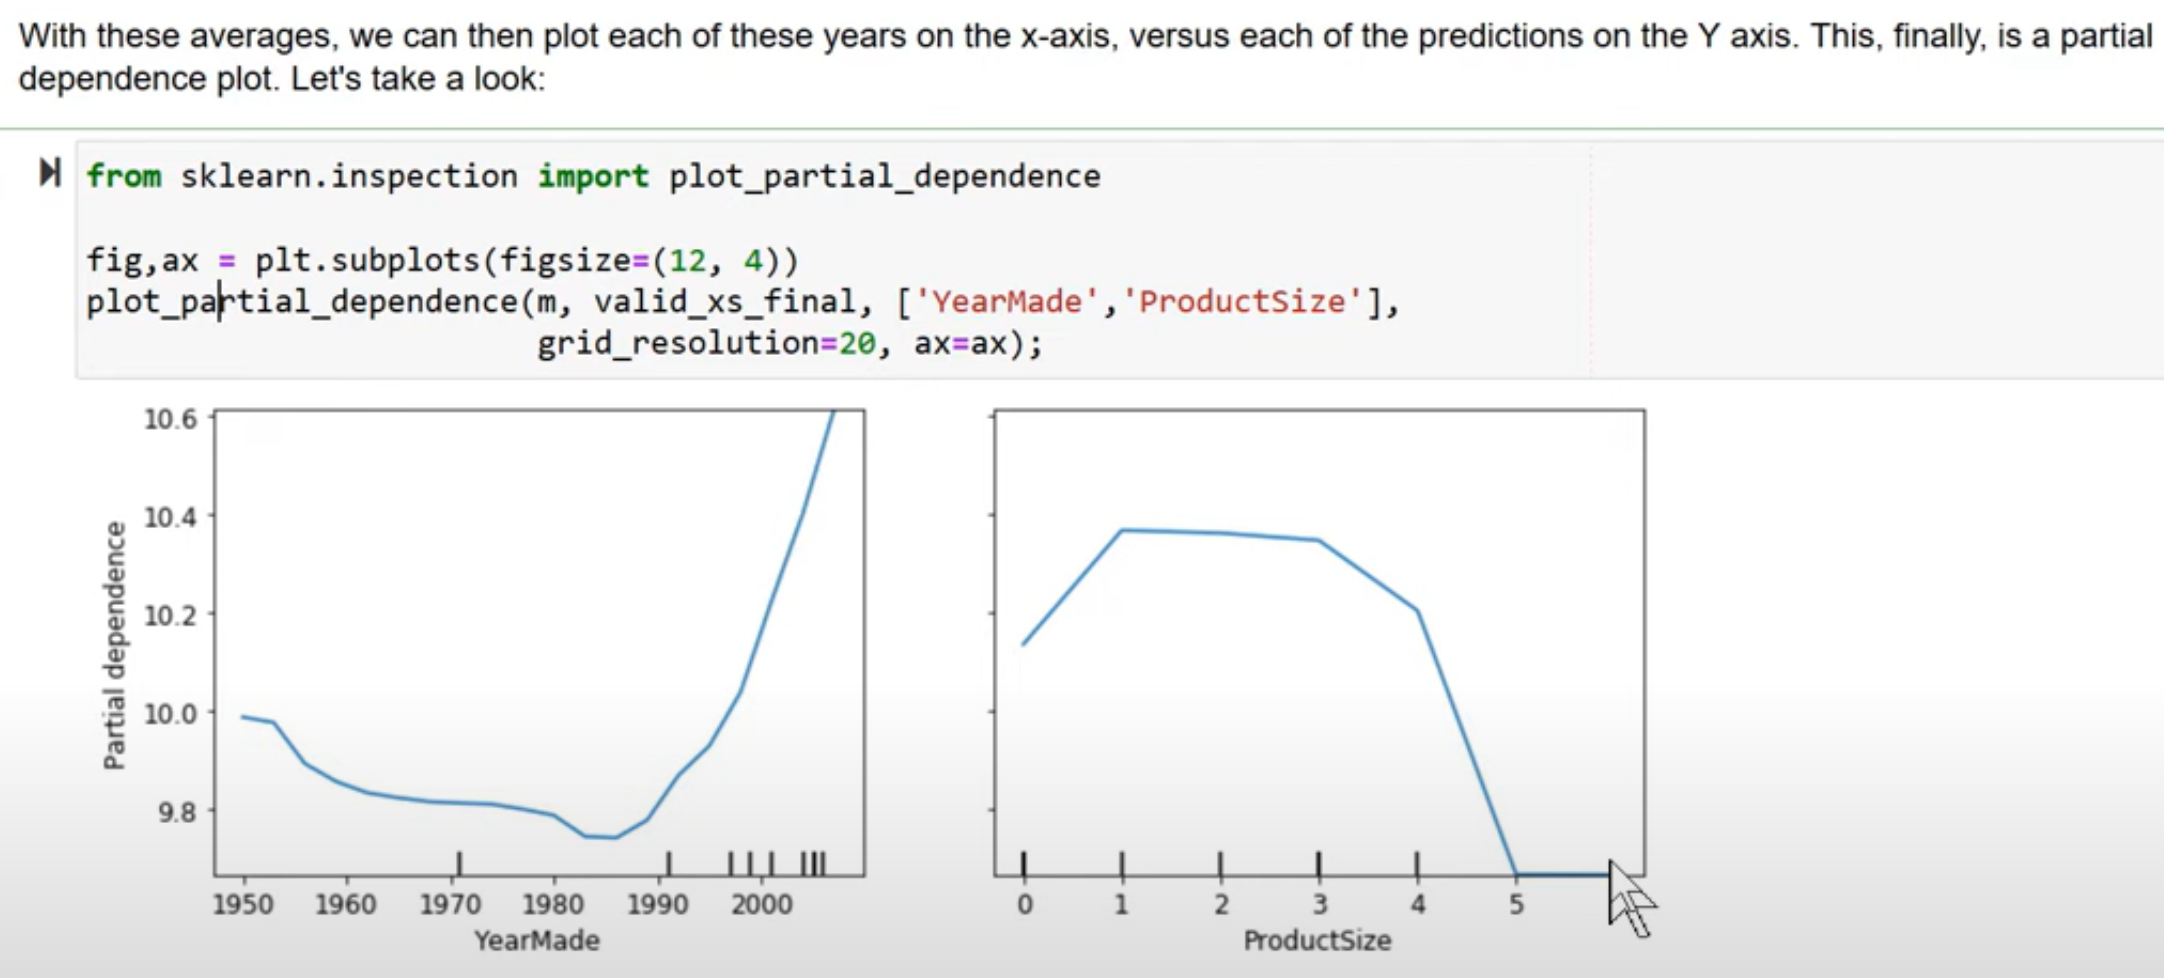 With these averages, we can then plot each of these years on the x-axis, versus each of the predictions on the Y axis. This, finally, is a partial
dependence plot. Let's take a look:
from sklearn.inspection import plot_partial_dependence
fig,ax = plt.subplots(figsize=(12, 4))
plot_partial_dependence(m, valid_xs_final, ['YearMade','ProductSize'],
grid_resolution=20, ax=ax);
Partial dependence
10.6
10.4
10.2
10.0
9.8
1950 1960 1970 1980 1990 2000
YearMade
0 1 2 3 4 5
ProductSize